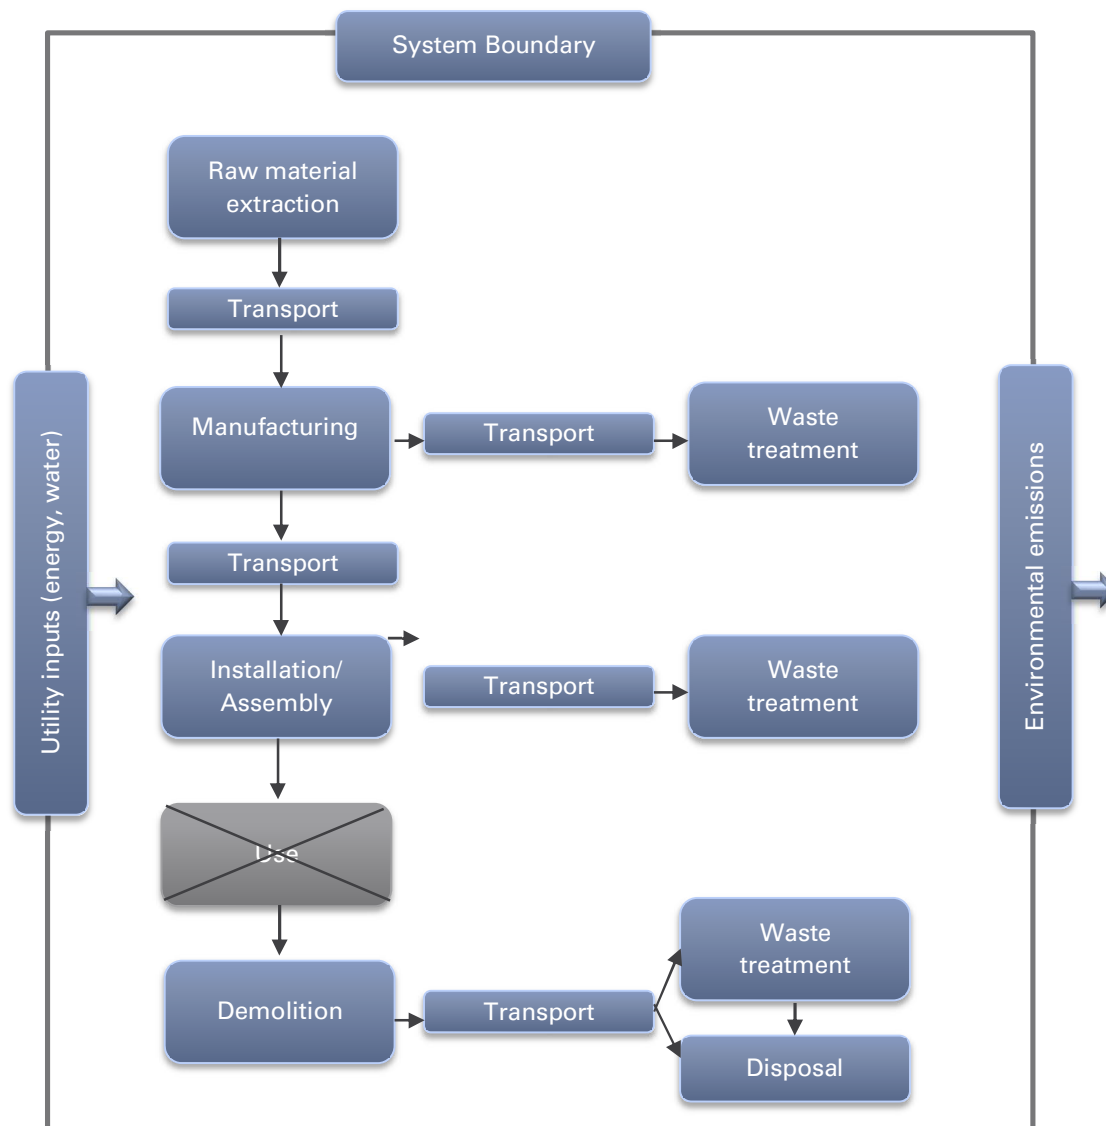 System Boundary
Raw material
extraction
Transport
Manufacturing
Transport
Waste
treatment
Utility inputs (energy, water)
Environmental emissions
Transport
Installation/
Assembly
Transport
Waste
treatment
Use
Demolition
Transport
Waste
treatment
Disposal